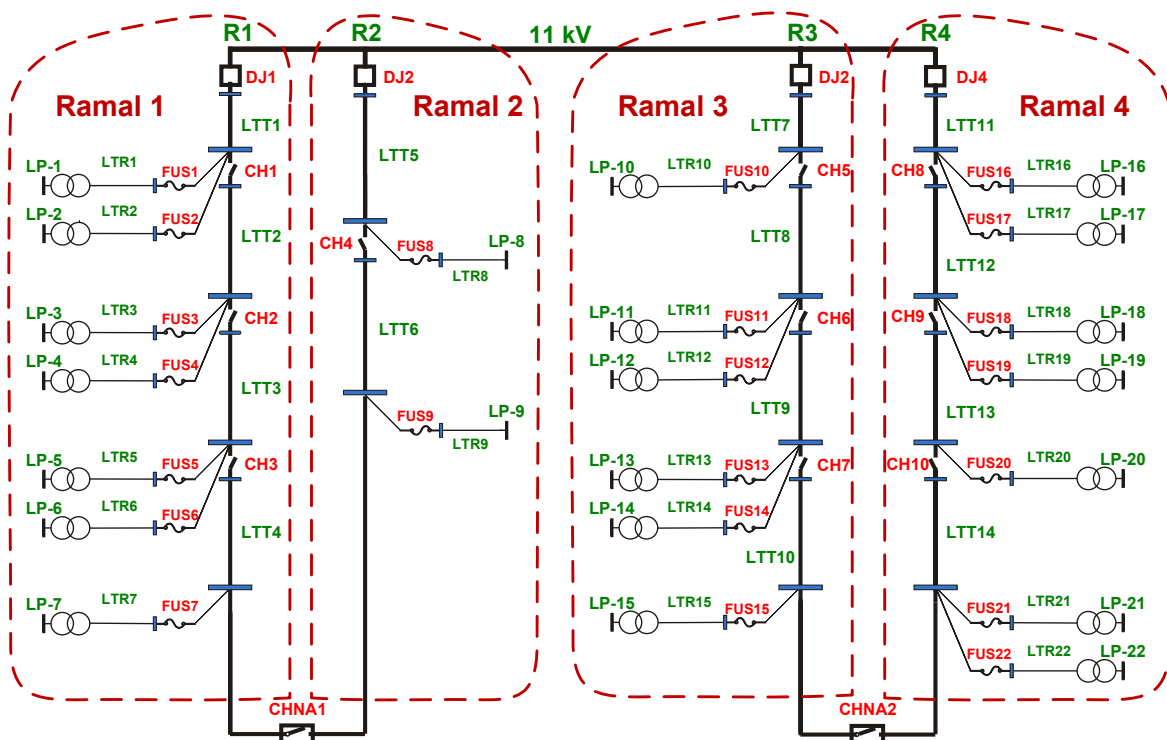 R1 R2 11 kV R3 R4
DJ1 DJ2 DJ2 DJ4
Ramal 1 Ramal 2 Ramal 3 Ramal 4
LTT1 LTT7 LTT11
LTT5
LP-1 LTR1 FUS1 CH1 LP-10 LTR10 FUS10 CH5 CH8 FUS16 LTR16 LP-16
LP-2 LTR2 FUS2 FUS17 LTR17 LP-17
LTT2 CH4 FUS8 LP-8 LTT8
LTR8 LTT12
LP-3 LTR3 FUS3 CH2 LTT6 LP-11 LTR11 FUS11 CH6 CH9 FUS18 LTR18 LP-18
LP-4 LTR4 FUS4 LP-12 LTR12 FUS12 FUS19 LTR19 LP-19
LTT3 LTT9 LTT13
FUS9 LP-9
LTR9
LP-5 LTR5 FUS5 CH3 LP-13 LTR13 FUS13 CH7 CH10 FUS20 LTR20 LP-20
LP-6 LTR6 FUS6 LP-14 LTR14 FUS14
LTT4 LTT10 LTT14
LP-7 LTR7 FUS7 LP-15 LTR15 FUS15 FUS21 LTR21 LP-21
FUS22 LTR22 LP-22
CHNA1 CHNA2